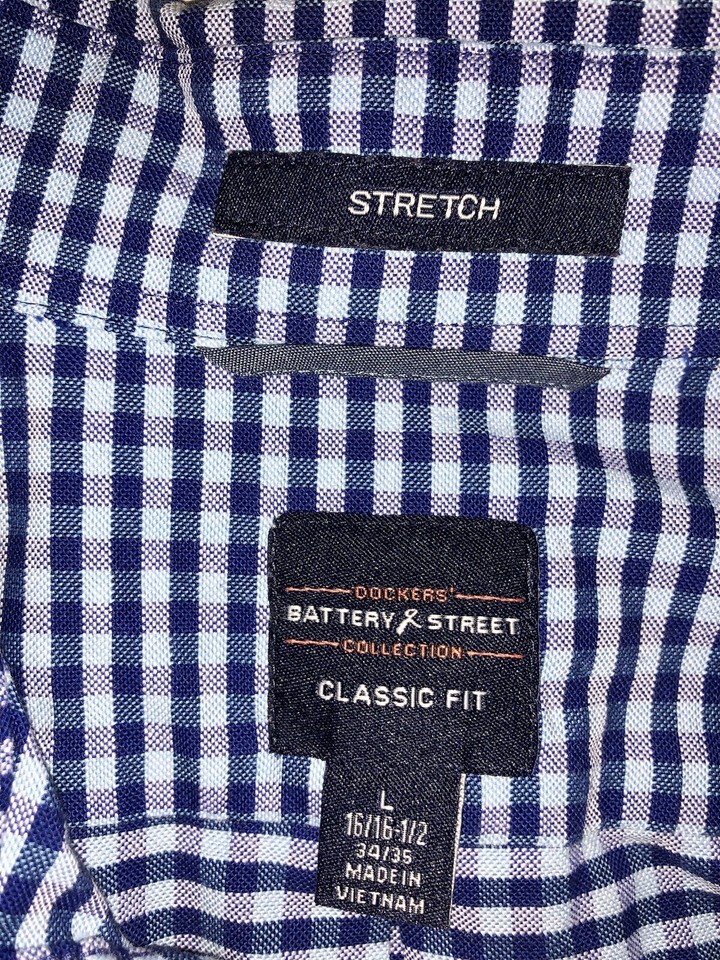 STRETCH
DOCKERS'
BATTERY & STREET
COLLECTION
CLASSIC FIT
L
16/16-1/2
34/35
MADE IN
VIETNAM